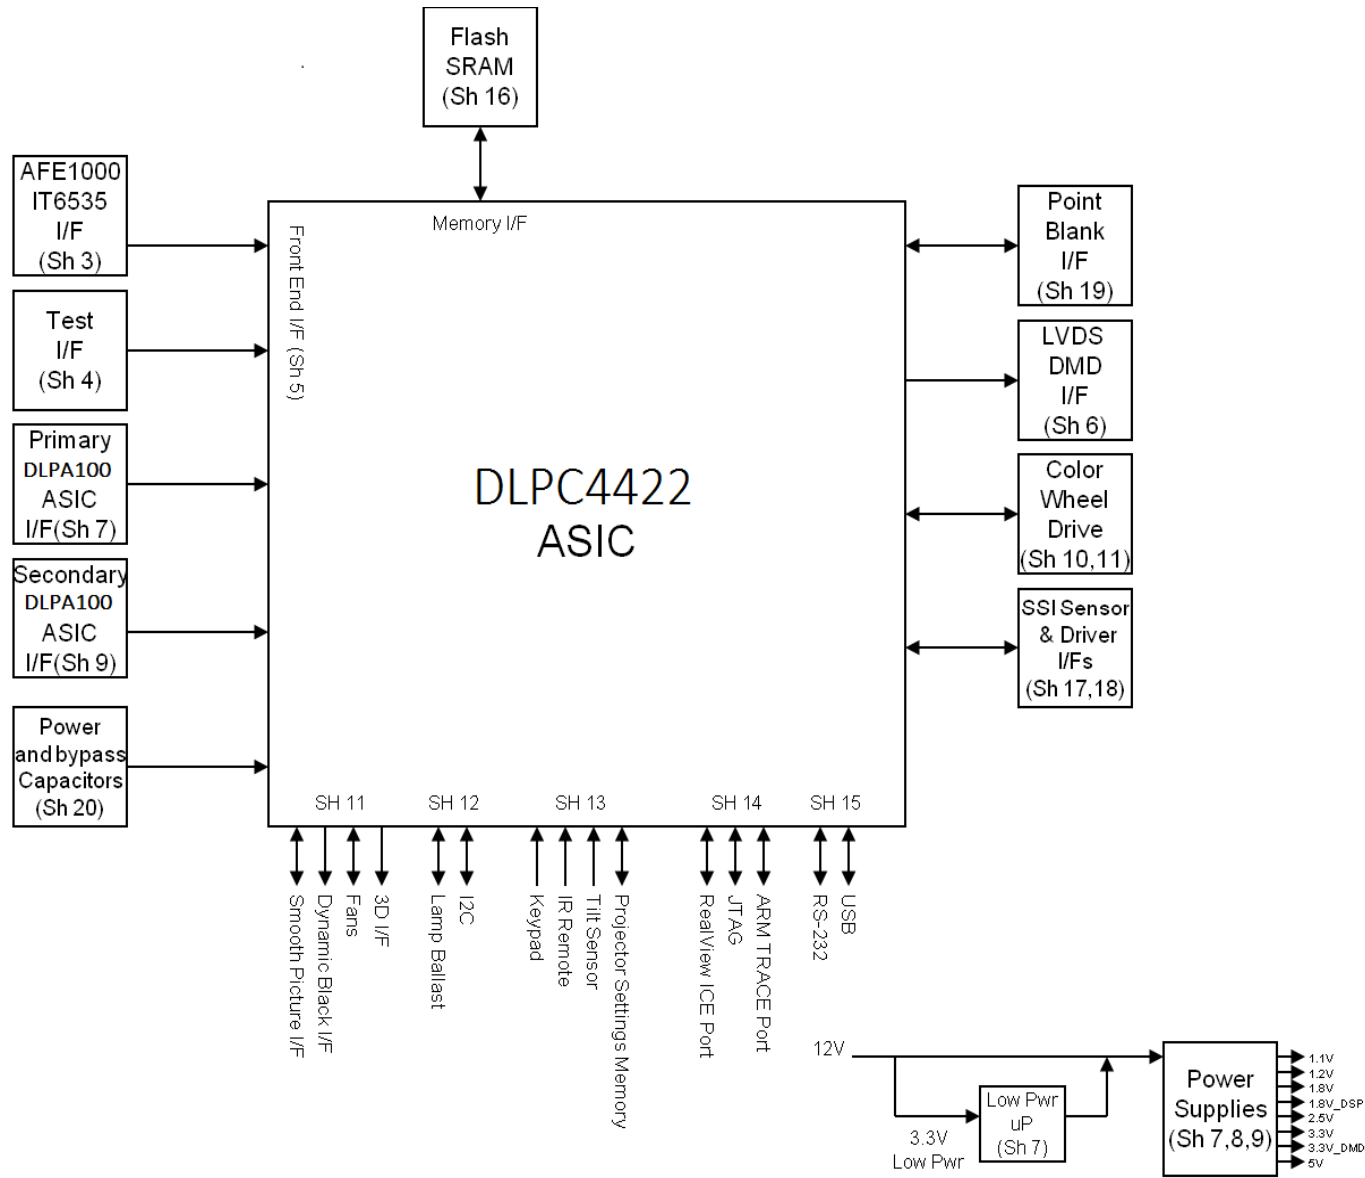 Flash
SRAM
(Sh 16)
AFE1000
IT6535
I/F
(Sh 3)
Test
I/F
(Sh 4)
Primary
DLPA100
ASIC
I/F(Sh 7)
Secondary
DLPA100
ASIC
I/F(Sh 9)
Power
and bypass
Capacitors
(Sh 20)
Memory I/F
Front End I/F (Sh 5)
DLPC4422
ASIC
Point
Blank
I/F
(Sh 19)
LVDS
DMD
I/F
(Sh 6)
Color
Wheel
Drive
(Sh 10,11)
SSI Sensor
& Driver
I/Fs
(Sh 17,18)
SH 11
SH 12
SH 13
SH 14
SH 15
Smooth Picture I/F
Dynamic Black I/F
Fans
3D I/F
Lamp Ballast
I2C
Keypad
IR Remote
Tilt Sensor
Projector Settings Memory
RealView ICE Port
JTAG
ARM TRACE Port
RS-232
USB
12V
3.3V
Low Pwr
Low Pwr
uP
(Sh 7)
Power
Supplies
(Sh 7,8,9)
1.1V
1.2V
1.8V
1.8V_DSP
2.5V
3.3V
3.3V_DMD
5V